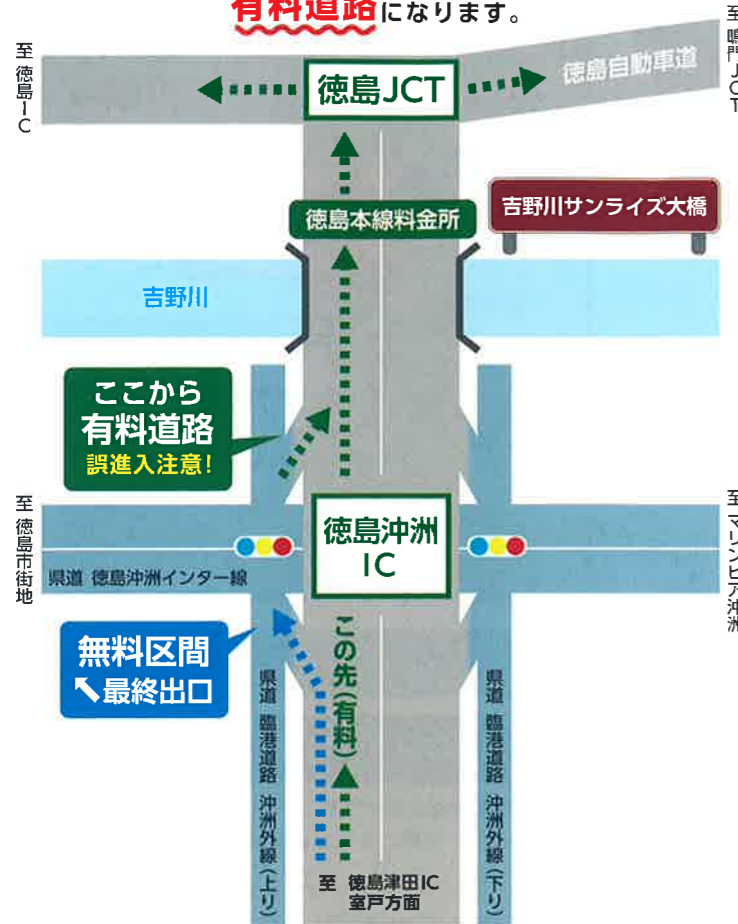 有料道路になります。
至 徳島IC
徳島JCT
徳島自動車道
至 鳴門JCT
徳島本線料金所
吉野川サンライズ大橋
吉野川
ここから
有料道路
誤進入注意!
至 徳島市街地
徳島沖洲
IC
至 マリンピア沖洲
県道 徳島沖洲インター線
無料区間
↖最終出口
この先(有料)
県道 臨港道路 沖洲外線(上り)
県道 臨港道路 沖洲外線(下り)
至 徳島津田IC
室戸方面